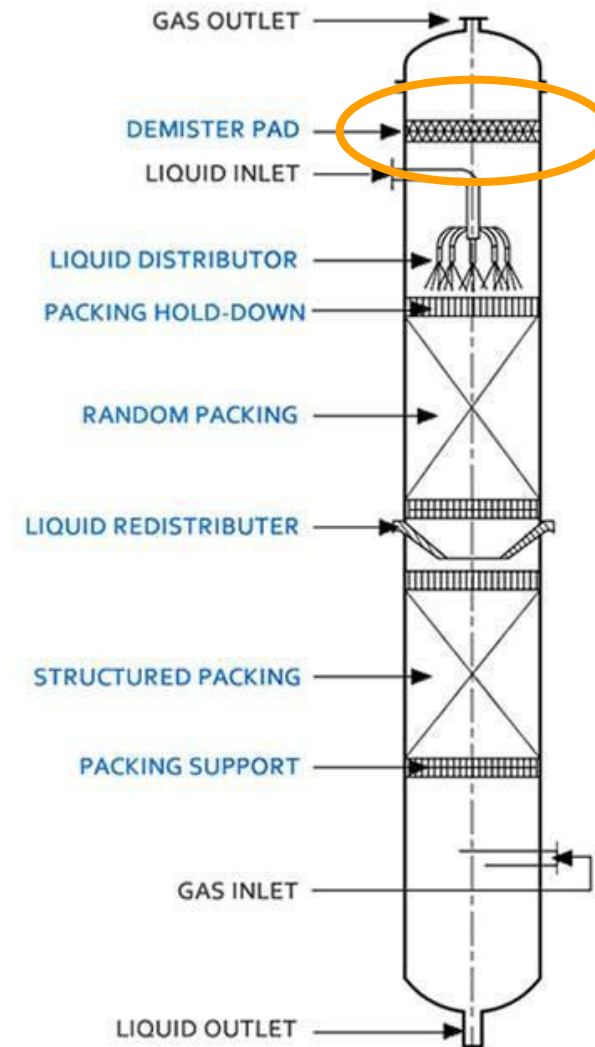 GAS OUTLET
DEMISTER PAD
LIQUID INLET
LIQUID DISTRIBUTOR
PACKING HOLD-DOWN
RANDOM PACKING
LIQUID REDISTRIBUTER
STRUCTURED PACKING
PACKING SUPPORT
GAS INLET
LIQUID OUTLET